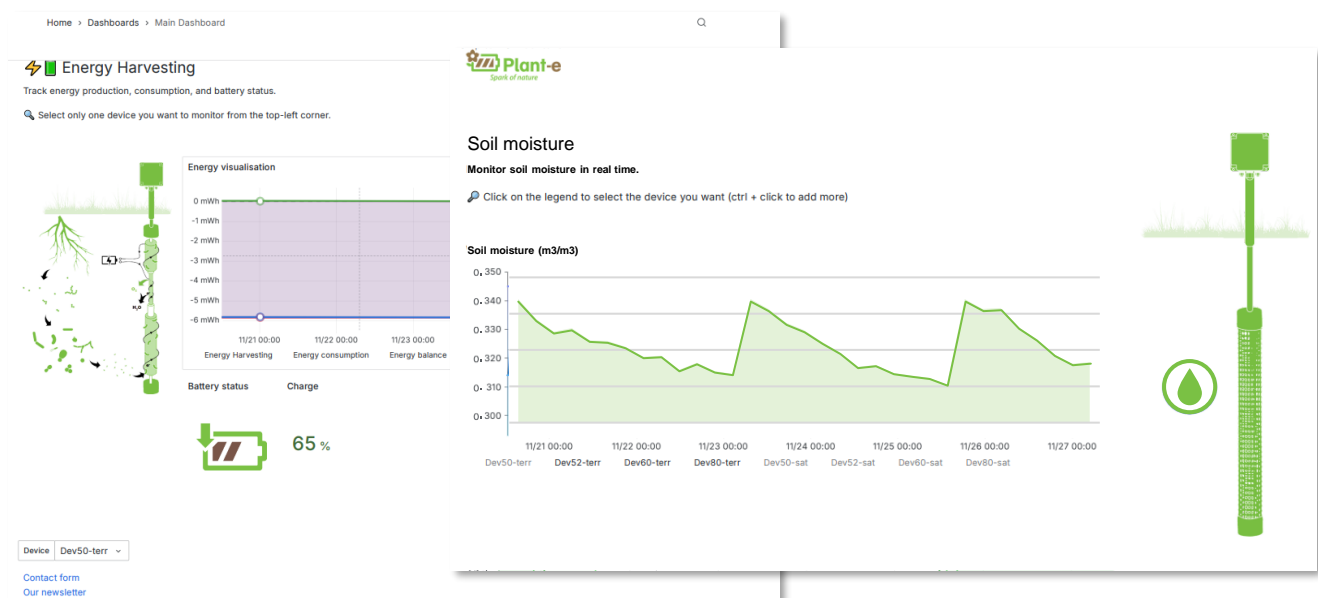 Home › Dashboards › Main Dashboard
Energy Harvesting
Track energy production, consumption, and battery status.
Select only one device you want to monitor from the top-left corner.
Energy visualisation
0 mWh
-1 mWh
-2 mWh
-3 mWh
-4 mWh
-5 mWh
-6 mWh
11/21 00:00 11/22 00:00 11/23 00:00
Energy Harvesting Energy consumption Energy balance
H₂O
Battery status Charge
65 %
Device Dev50-terr
Contact form
Our newsletter
Plant-e
Spark of nature
Soil moisture
Monitor soil moisture in real time.
Click on the legend to select the device you want (ctrl + click to add more)
Soil moisture (m3/m3)
0.350
0.340
0.330
0.320
0.310
0.300
11/21 00:00 11/22 00:00 11/23 00:00 11/24 00:00 11/25 00:00 11/26 00:00 11/27 00:00
Dev50-terr Dev52-terr Dev60-terr Dev80-terr Dev50-sat Dev52-sat Dev60-sat Dev80-sat